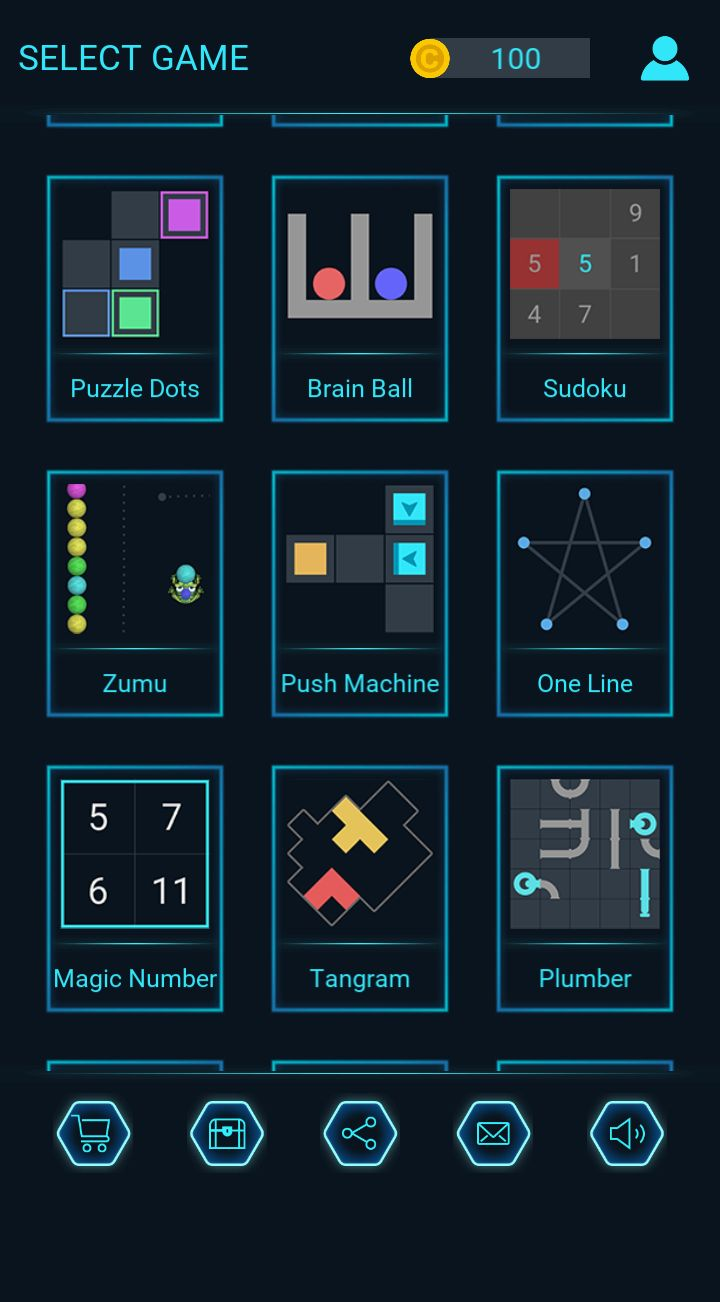 SELECT GAME
C 100
Puzzle Dots
Brain Ball
9
5 5 1
4 7
Sudoku
Zumu
Push Machine
One Line
5 7
6 11
Magic Number
Tangram
Plumber